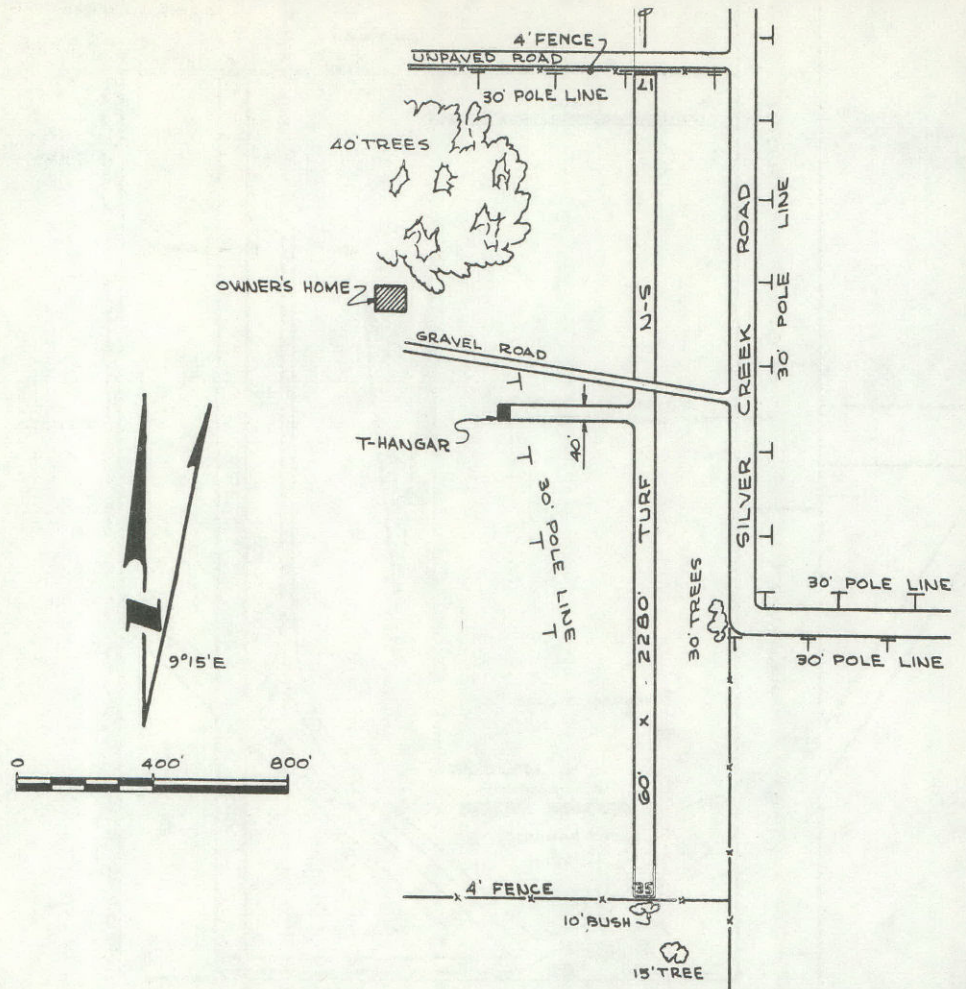 4' FENCE
UNPAVED ROAD
30' POLE LINE
17
40' TREES
OWNER'S HOME
GRAVEL ROAD
T-HANGAR
40'
30' POLE LINE
60' x 2280' TURF N-S
SILVER CREEK ROAD
30' POLE LINE
30' TREES
30' POLE LINE
30' POLE LINE
N
9°15'E
0 400' 800'
4' FENCE
35
10' BUSH
15' TREE